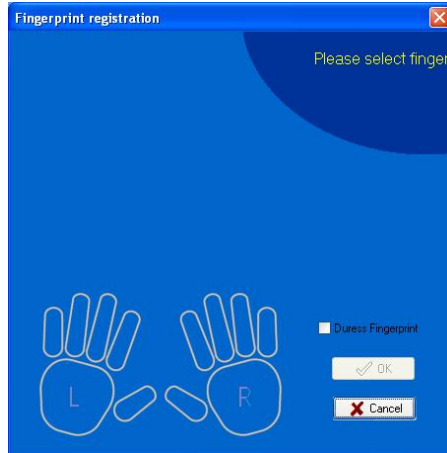 Fingerprint registration
Please select finger
Duress Fingerprint
L
R
OK
Cancel